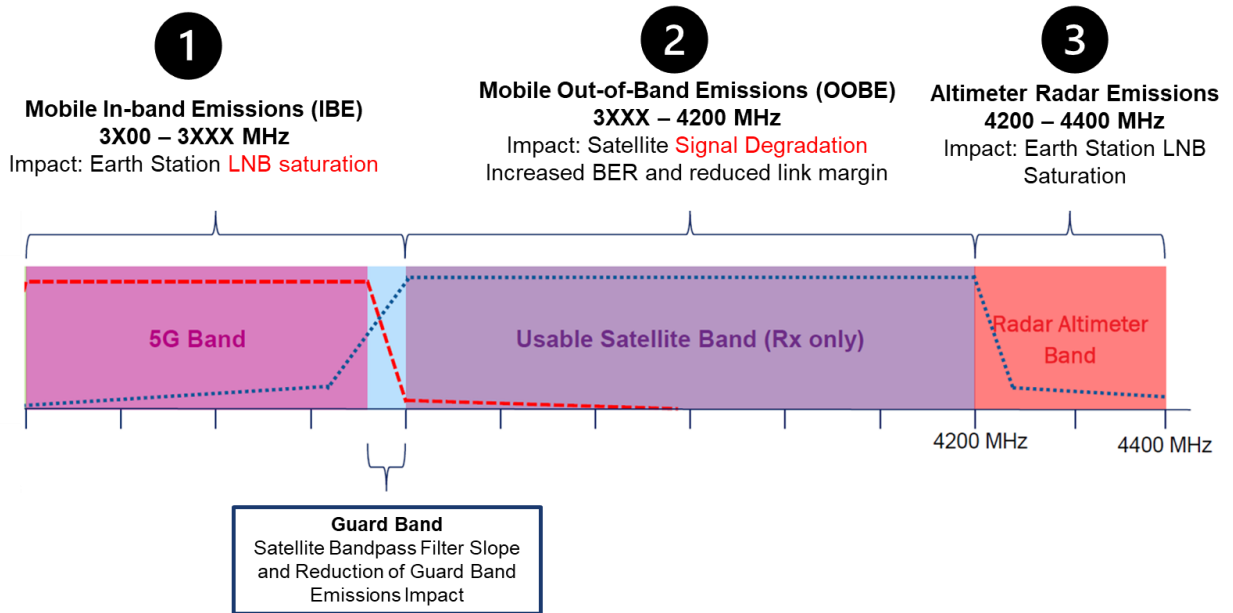 1
Mobile In-band Emissions (IBE)
3X00 – 3XXX MHz
Impact: Earth Station LNB saturation
2
Mobile Out-of-Band Emissions (OOBE)
3XXX – 4200 MHz
Impact: Satellite Signal Degradation
Increased BER and reduced link margin
3
Altimeter Radar Emissions
4200 – 4400 MHz
Impact: Earth Station LNB
Saturation
5G Band
Usable Satellite Band (Rx only)
Radar Altimeter
Band
4200 MHz
4400 MHz
Guard Band
Satellite Bandpass Filter Slope
and Reduction of Guard Band
Emissions Impact